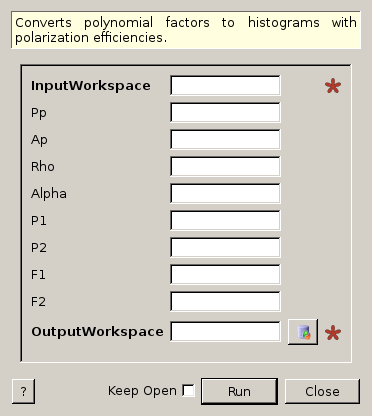 Converts polynomial factors to histograms with
polarization efficiencies.
InputWorkspace
Pp
Ap
Rho
Alpha
P1
P2
F1
F2
OutputWorkspace
? Keep Open Run Close